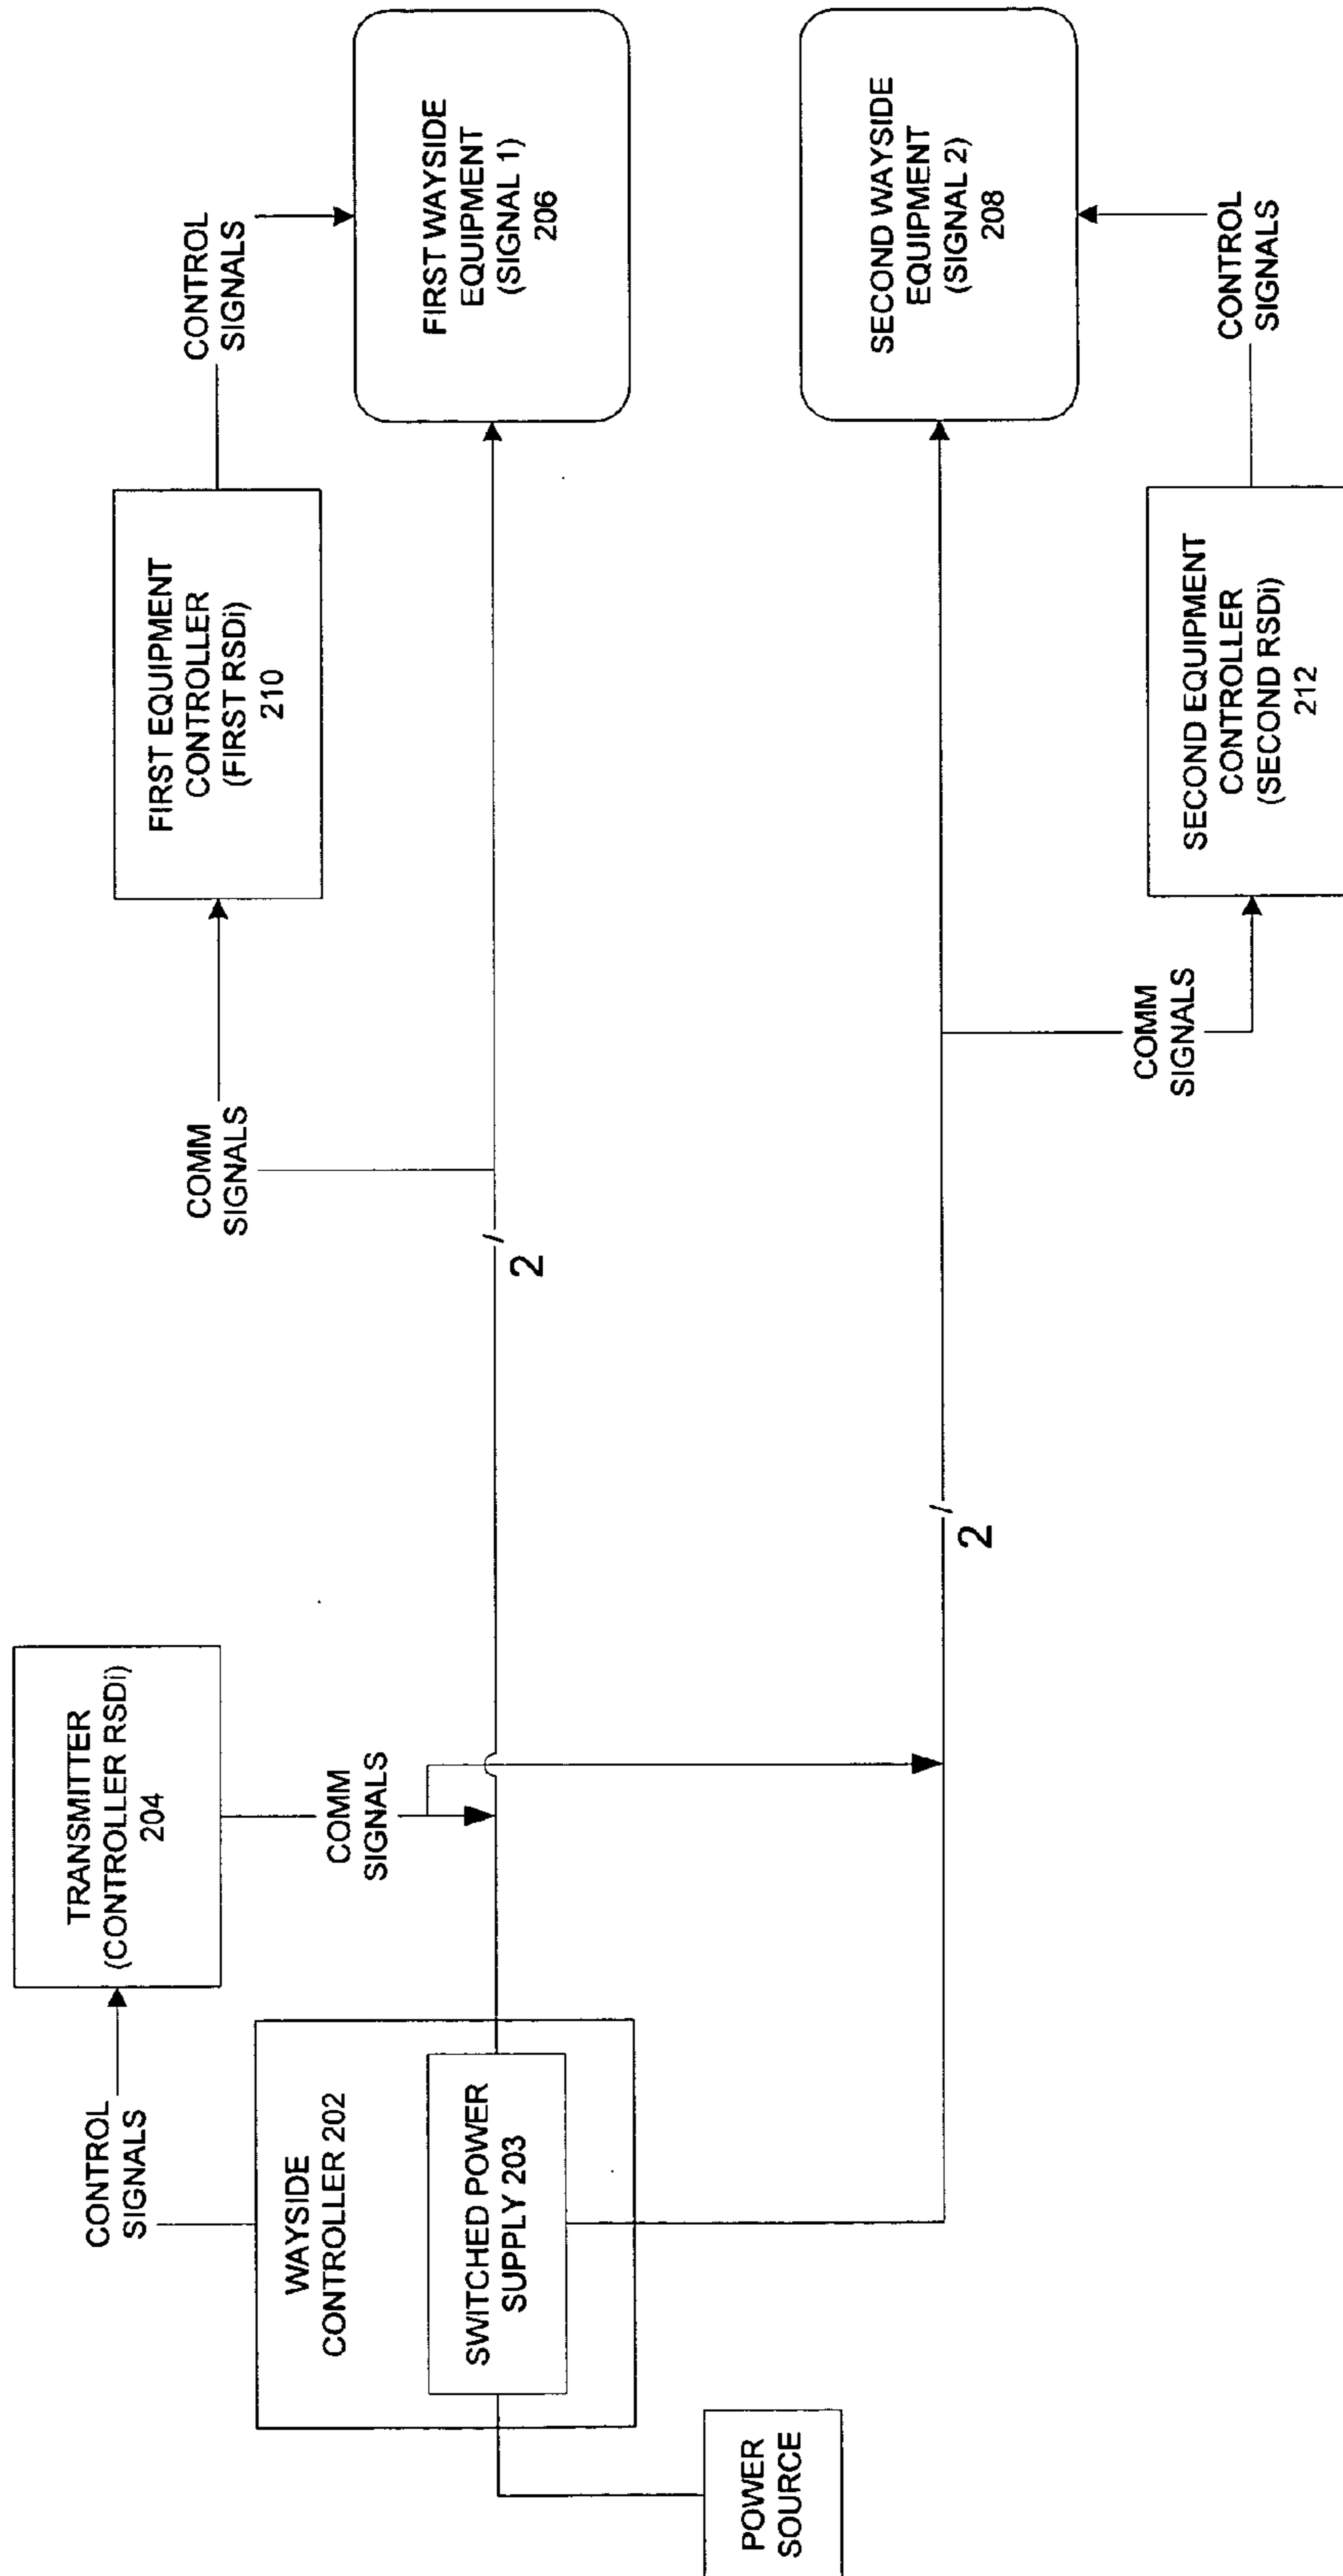 CONTROL
SIGNALS
TRANSMITTER
(CONTROLLER RSDi)
204
WAYSIDE
CONTROLLER 202
SWITCHED POWER
SUPPLY 203
POWER
SOURCE
COMM
SIGNALS
2
2
COMM
SIGNALS
FIRST EQUIPMENT
CONTROLLER
(FIRST RSDi)
210
CONTROL
SIGNALS
FIRST WAYSIDE
EQUIPMENT
(SIGNAL 1)
206
SECOND WAYSIDE
EQUIPMENT
(SIGNAL 2)
208
COMM
SIGNALS
SECOND EQUIPMENT
CONTROLLER
(SECOND RSDi)
212
CONTROL
SIGNALS